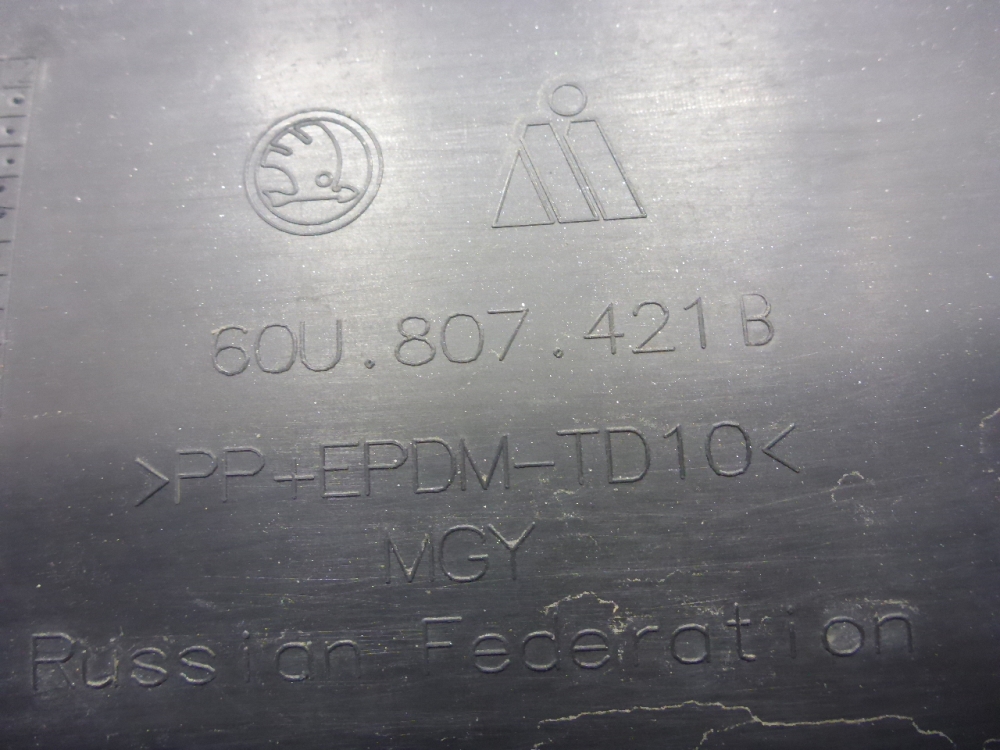 60U.807.421 B
>PP+EPDM-TD10<
MGY
Russian Federation